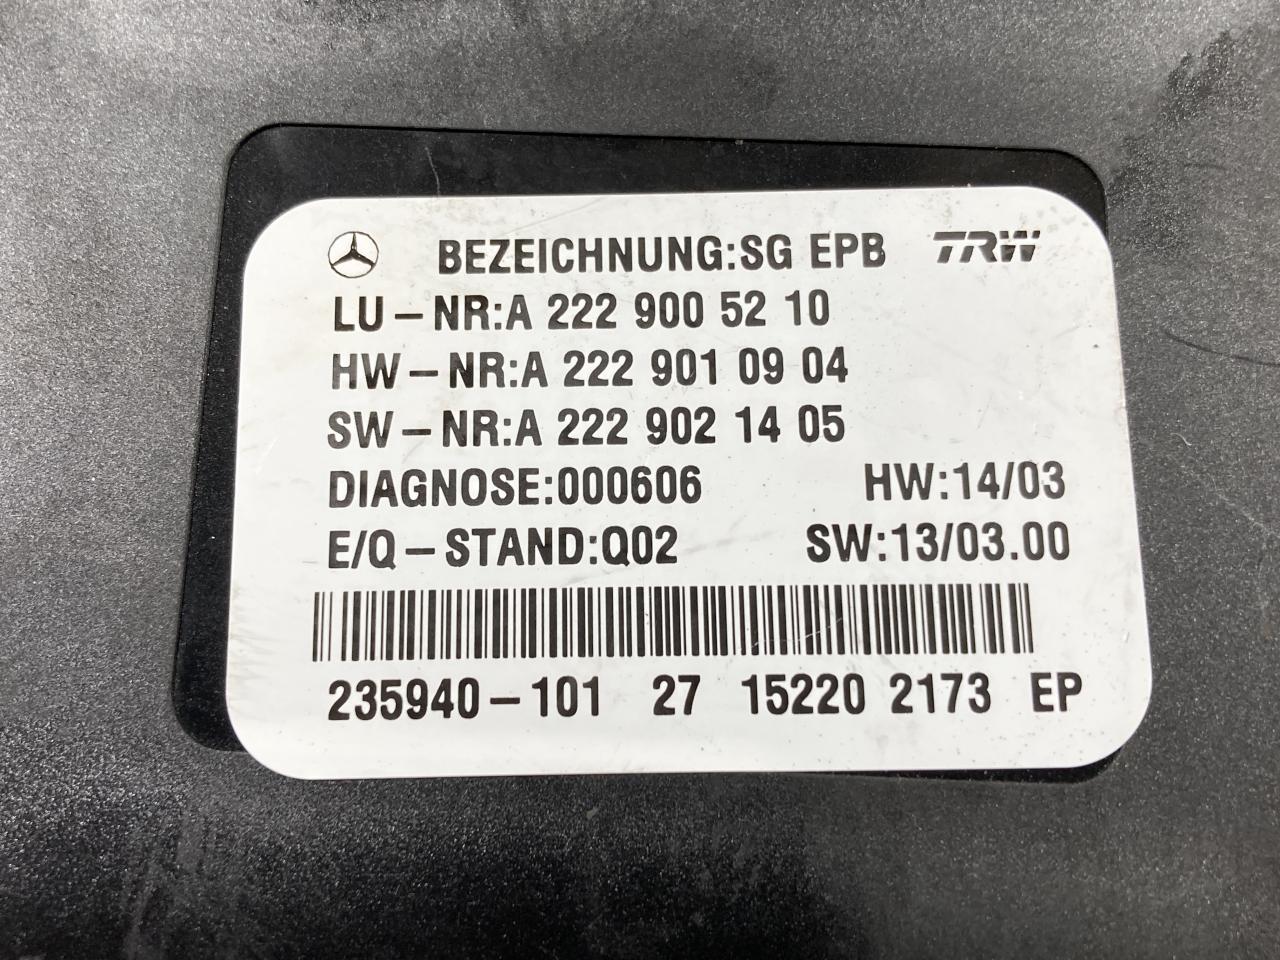 BEZEICHNUNG:SG EPB TRW
LU-NR:A 222 900 52 10
HW-NR:A 222 901 09 04
SW-NR:A 222 902 14 05
DIAGNOSE:000606 HW:14/03
E/Q-STAND:Q02 SW:13/03.00
235940-101 27 15220 2173 EP